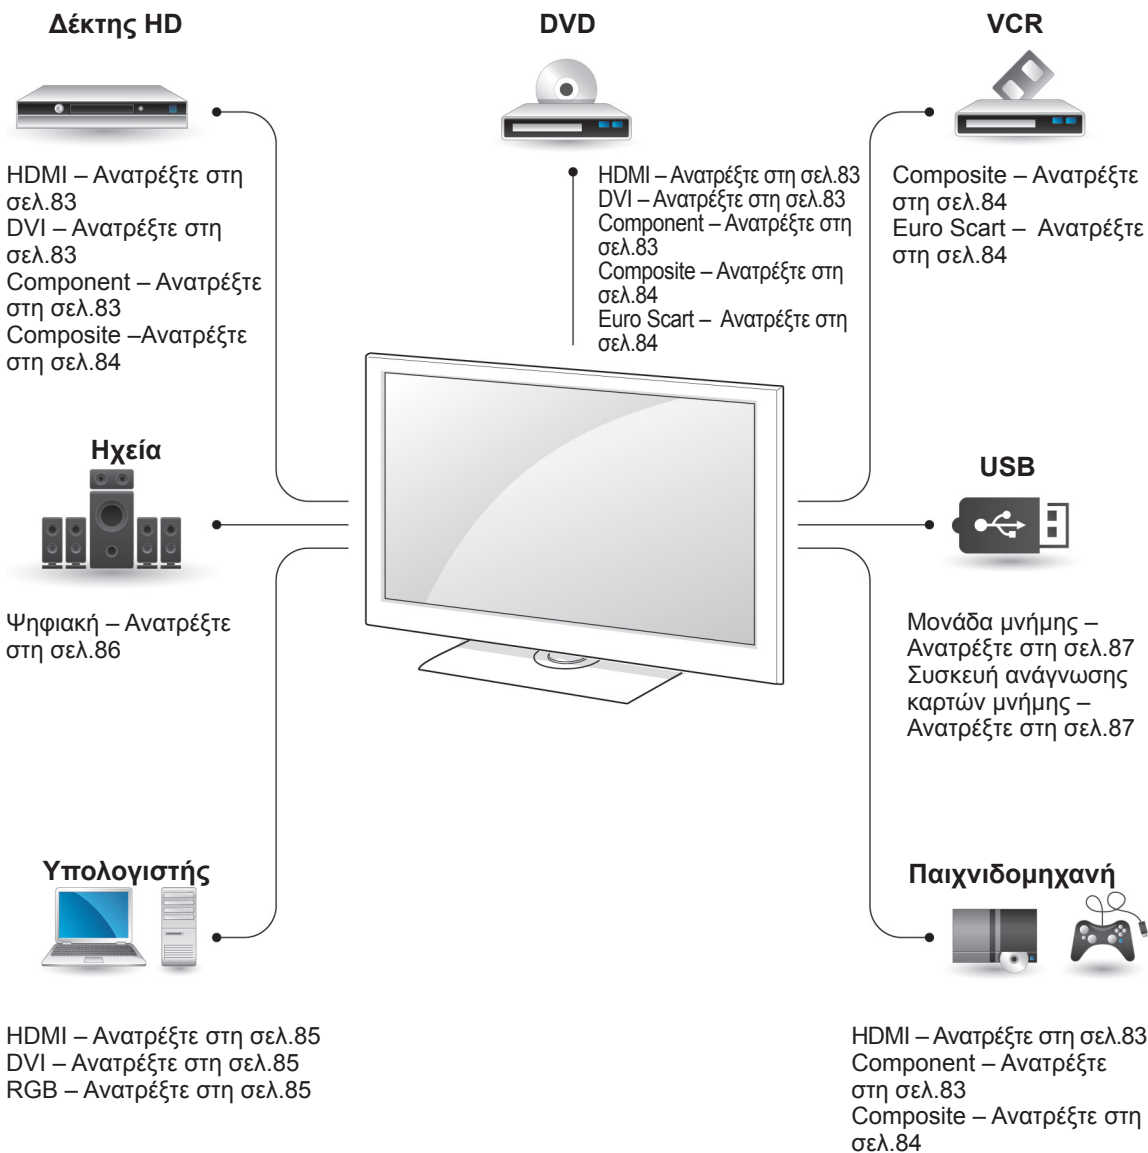 Δέκτης HD
HDMI – Ανατρέξτε στη
σελ.83
DVI – Ανατρέξτε στη
σελ.83
Component – Ανατρέξτε
στη σελ.83
Composite –Ανατρέξτε
στη σελ.84
DVD
HDMI – Ανατρέξτε στη σελ.83
DVI – Ανατρέξτε στη σελ.83
Component – Ανατρέξτε στη
σελ.83
Composite – Ανατρέξτε στη
σελ.84
Euro Scart – Ανατρέξτε στη
σελ.84
VCR
Composite – Ανατρέξτε
στη σελ.84
Euro Scart – Ανατρέξτε
στη σελ.84
Ηχεία
Ψηφιακή – Ανατρέξτε
στη σελ.86
USB
Μονάδα μνήμης –
Ανατρέξτε στη σελ.87
Συσκευή ανάγνωσης
καρτών μνήμης –
Ανατρέξτε στη σελ.87
Υπολογιστής
HDMI – Ανατρέξτε στη σελ.85
DVI – Ανατρέξτε στη σελ.85
RGB – Ανατρέξτε στη σελ.85
Παιχνιδομηχανή
HDMI – Ανατρέξτε στη σελ.83
Component – Ανατρέξτε
στη σελ.83
Composite – Ανατρέξτε στη
σελ.84